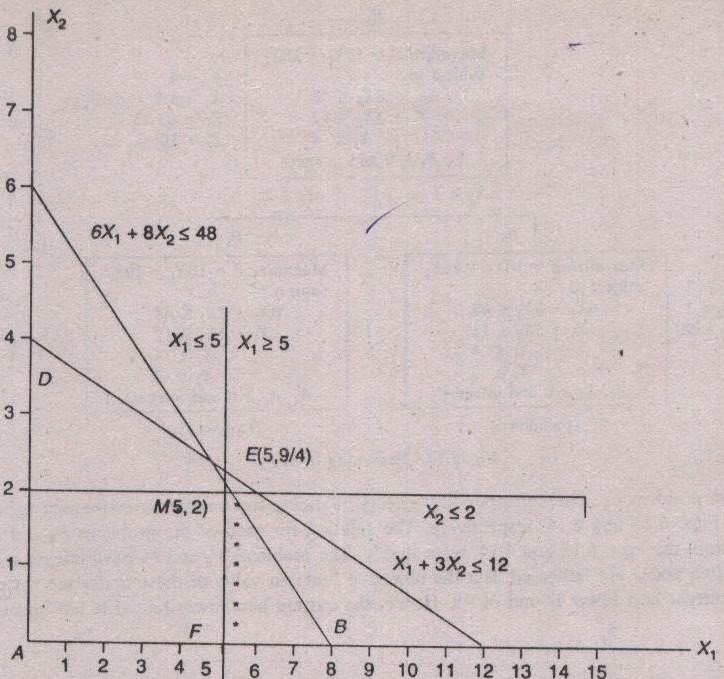 X₂
8
7
6
6X₁ + 8X₂ ≤ 48
5
X₁ ≤ 5 X₁ ≥ 5
4
D
3
E(5,9/4)
2
M5, 2)
X₂ ≤ 2
1
X₁ + 3X₂ ≤ 12
F
B
A
X₁
1 2 3 4 5 6 7 8 9 10 11 12 13 14 15